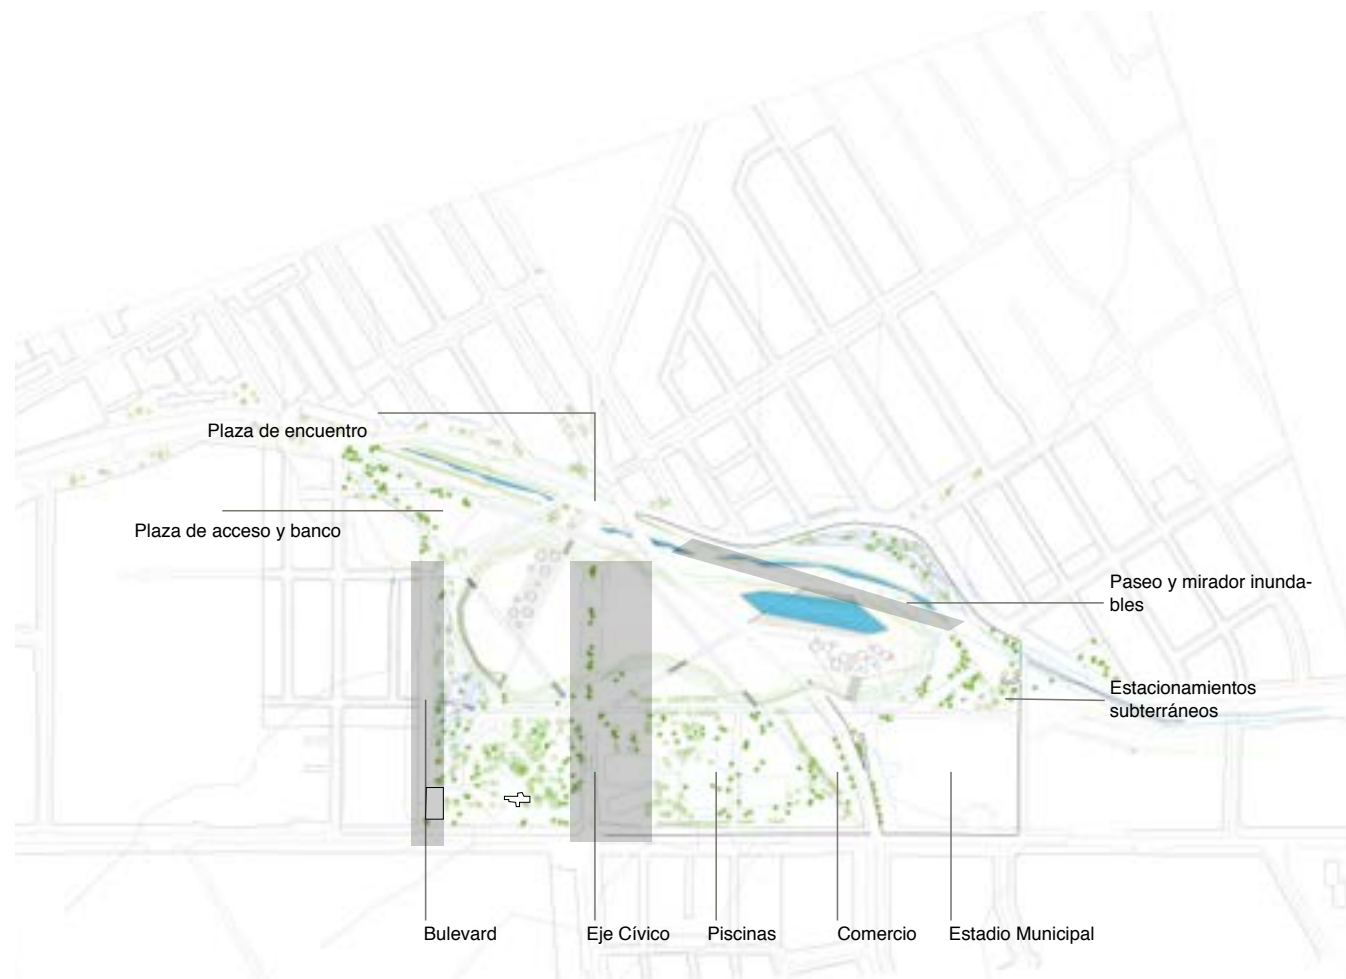 Plaza de encuentro
Plaza de acceso y banco
Paseo y mirador inunda-
bles
Estacionamientos
subterráneos
Bulevard
Eje Cívico
Piscinas
Comercio
Estadio Municipal